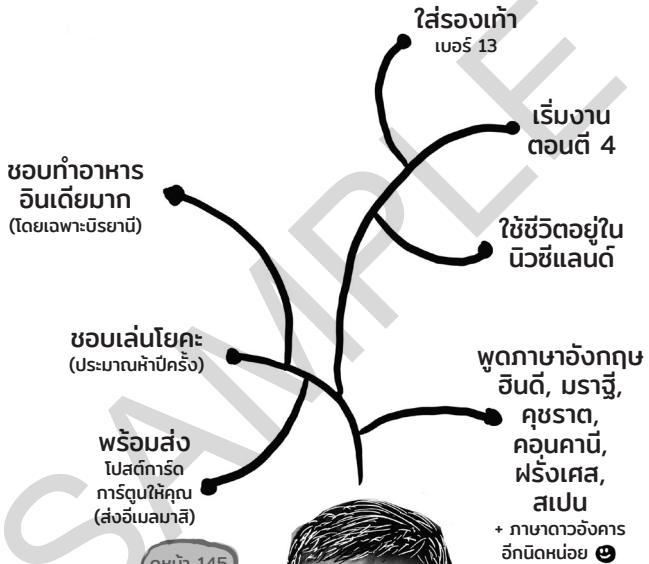 ใส่รองเท้า
เบอร์ 13
เริ่มงาน
ตอนตี 4
ชอบทำอาหาร
อินเดียมาก
(โดยเฉพาะบิรยานี)
ใช้ชีวิตอยู่ใน
นิวซีแลนด์
ชอบเล่นโยคะ
(ประมาณห้าปีครั้ง)
พูดภาษาอังกฤษ
ฮินดี, มราฐี,
คุชราต,
คอนคานี,
ฝรั่งเศส,
สเปน
+ ภาษาดาวอังคาร
อีกนิดหน่อย
พร้อมส่ง
โปสต์การ์ด
การ์ตูนให้คุณ
(ส่งอีเมลมาสิ)
ดูหน้า 145
SAMPLE